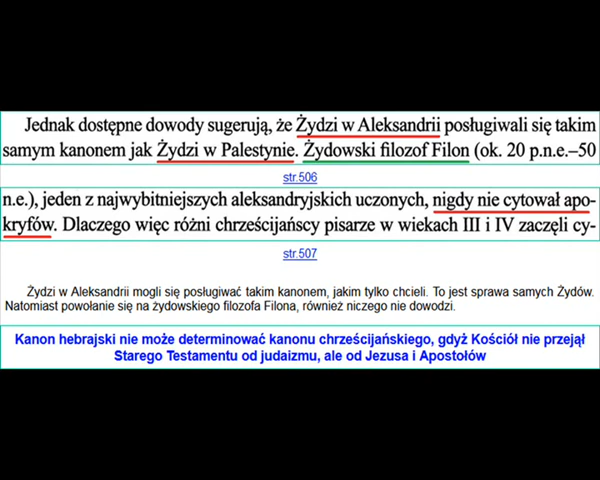 Jednak dostępne dowody sugerują, że Żydzi w Aleksandrii posługiwali się takim
samym kanonem jak Żydzi w Palestynie. Żydowski filozof Filon (ok. 20 p.n.e.–50
str.506
n.e.), jeden z najwybitniejszych aleksandryjskich uczonych, nigdy nie cytował apo-
kryfów. Dlaczego więc różni chrześcijańscy pisarze w wiekach III i IV zaczęli cy-
str.507
Żydzi w Aleksandrii mogli się posługiwać takim kanonem, jakim tylko chcieli. To jest sprawa samych Żydów.
Natomiast powołanie się na żydowskiego filozofa Filona, również niczego nie dowodzi.
Kanon hebrajski nie może determinować kanonu chrześcijańskiego, gdyż Kościół nie przejął
Starego Testamentu od judaizmu, ale od Jezusa i Apostołów